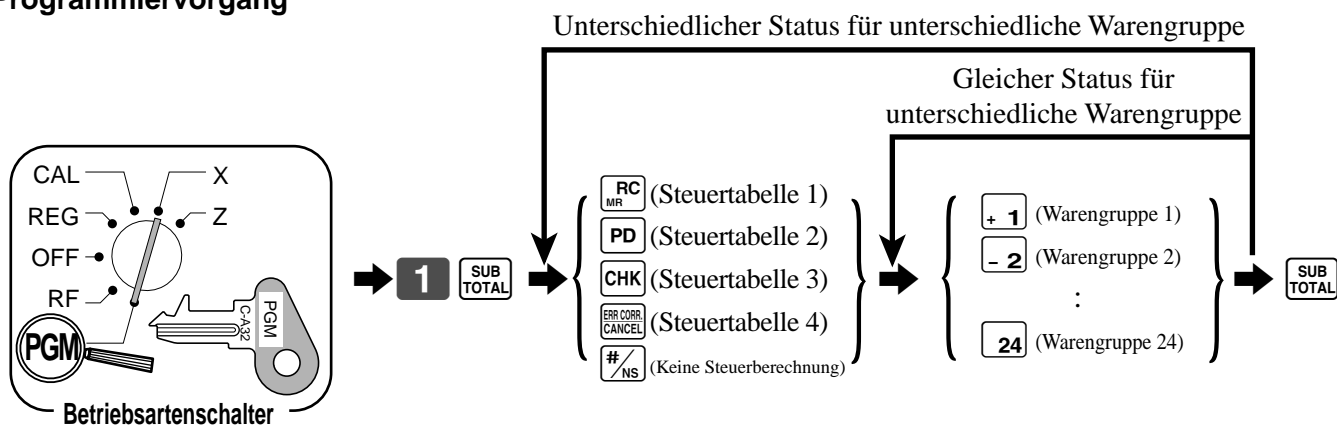 Programmiervorgang
Unterschiedlicher Status für unterschiedliche Warengruppe
Gleicher Status für
unterschiedliche Warengruppe
CAL
X
REG
Z
OFF
RF
PGM
PGM
C-A32
Betriebsartenschalter
1
SUB
TOTAL
RC
MR
(Steuertabelle 1)
PD (Steuertabelle 2)
CHK (Steuertabelle 3)
ERR CORR.
CANCEL
(Steuertabelle 4)
#/NS (Keine Steuerberechnung)
+ 1 (Warengruppe 1)
- 2 (Warengruppe 2)
:
24 (Warengruppe 24)
SUB
TOTAL